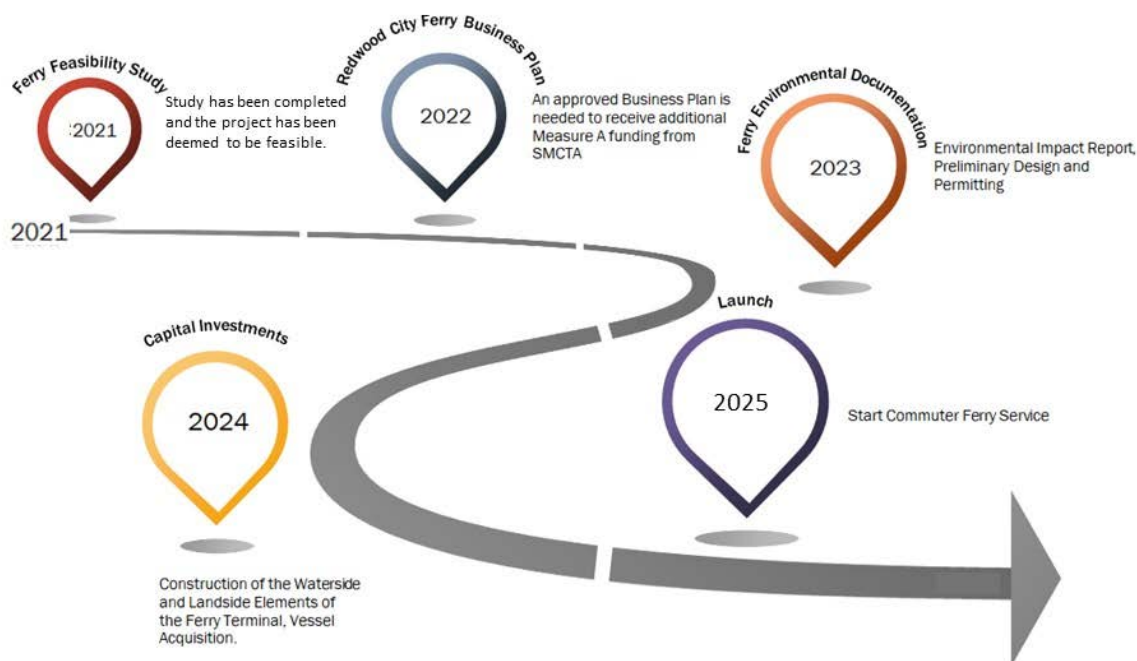 Ferry Feasibility Study
:2021
Study has been completed
and the project has been
deemed to be feasible.
Redwood City Ferry Business Plan
2022
An approved Business Plan is
needed to receive additional
Measure A funding from
SMCTA
Ferry Environmental Documentation
2023
Environmental Impact Report,
Preliminary Design and
Permitting
2021
Capital Investments
2024
Construction of the Waterside
and Landside Elements of
the Ferry Terminal, Vessel
Acquisition.
Launch
2025
Start Commuter Ferry Service